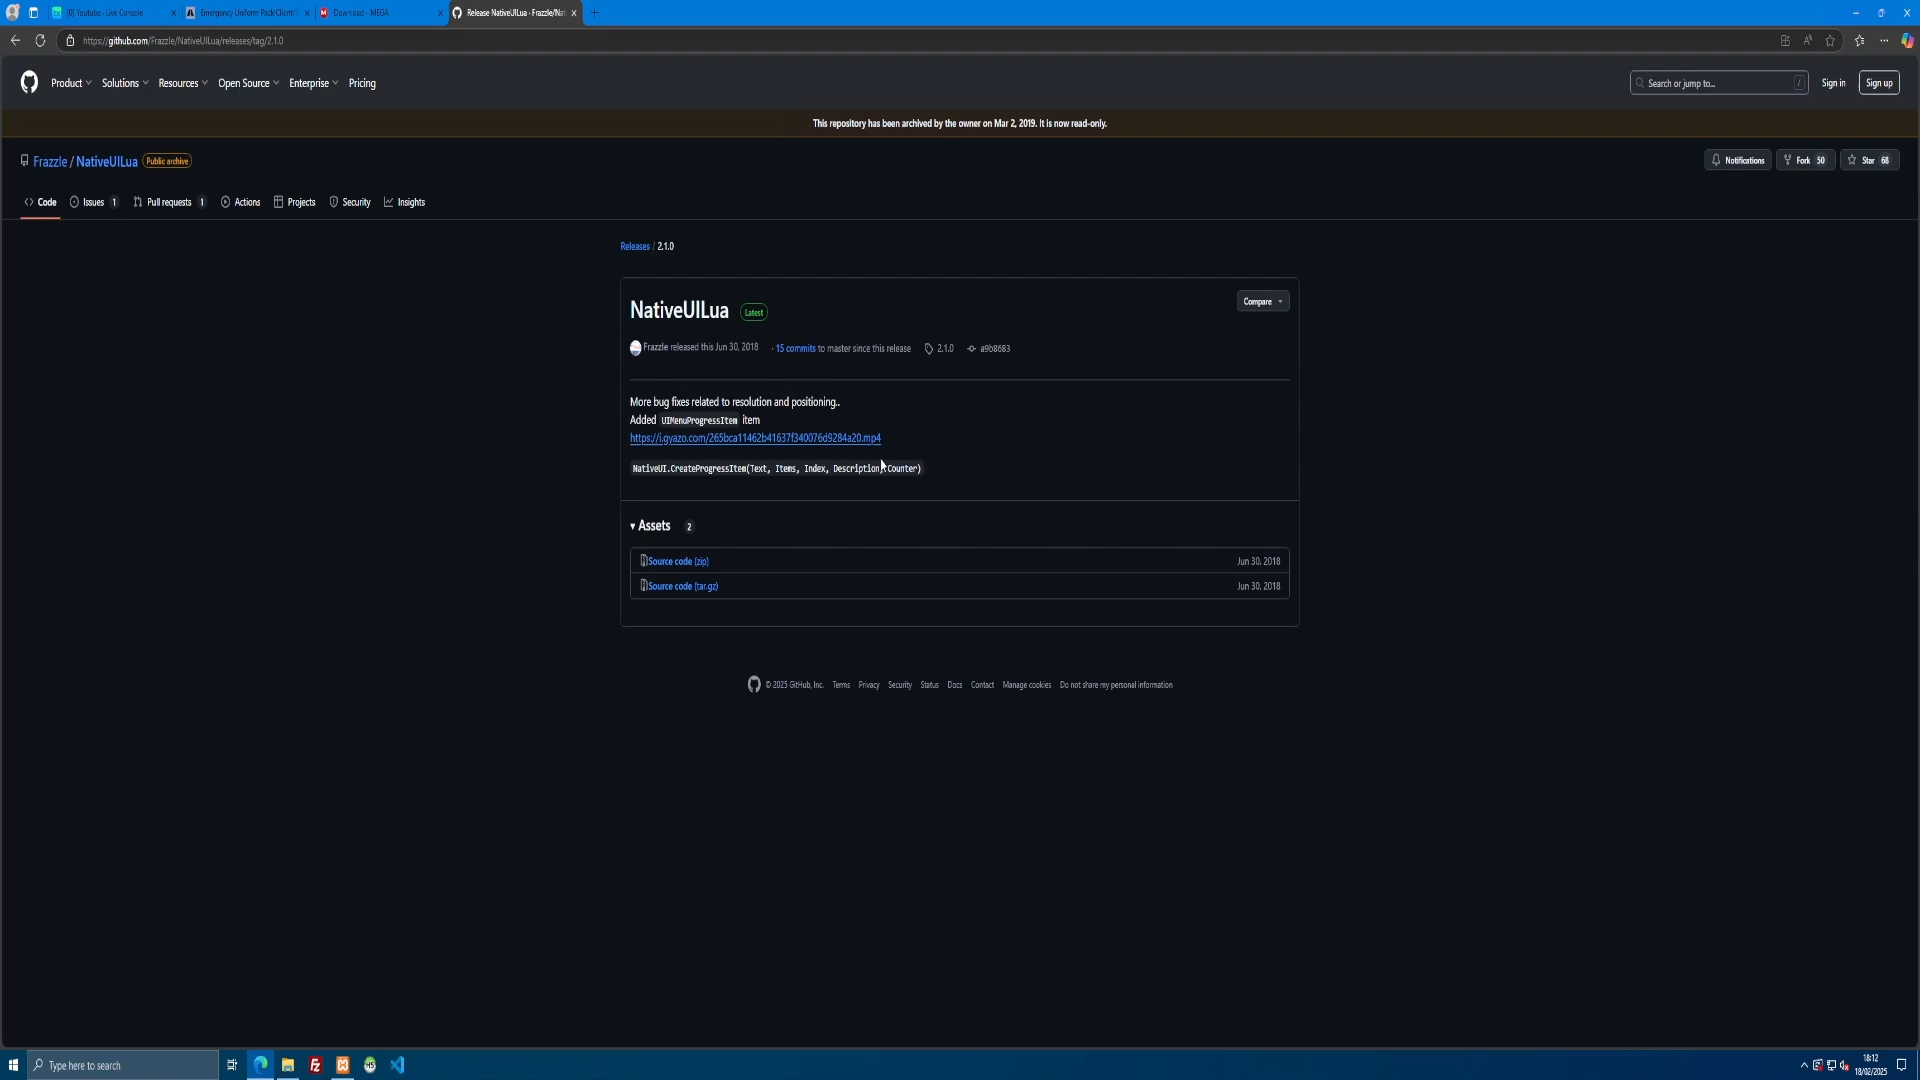 (0) Youtube - Live Console
Emergency Uniform Pack(Client/S
Download - MEGA
Release NativeUILua · Frazzle/Nat
https://github.com/Frazzle/NativeUILua/releases/tag/2.1.0
Product
Solutions
Resources
Open Source
Enterprise
Pricing
Search or jump to...
/
Sign in
Sign up
This repository has been archived by the owner on Mar 2, 2019. It is now read-only.
Frazzle / NativeUILua Public archive
Notifications
Fork 50
Star 68
Code
Issues 1
Pull requests 1
Actions
Projects
Security
Insights
Releases / 2.1.0
NativeUILua Latest
Compare
Frazzle released this Jun 30, 2018 · 15 commits to master since this release 2.1.0 a9b8683
More bug fixes related to resolution and positioning..
Added UIMenuProgressItem item
https://i.gyazo.com/265bca11462b41637f340076d9284a20.mp4
NativeUI.CreateProgressItem(Text, Items, Index, Description, Counter)
Assets 2
Source code (zip) Jun 30, 2018
Source code (tar.gz) Jun 30, 2018
© 2025 GitHub, Inc. Terms Privacy Security Status Docs Contact Manage cookies Do not share my personal information
Type here to search
18:12
18/02/2025